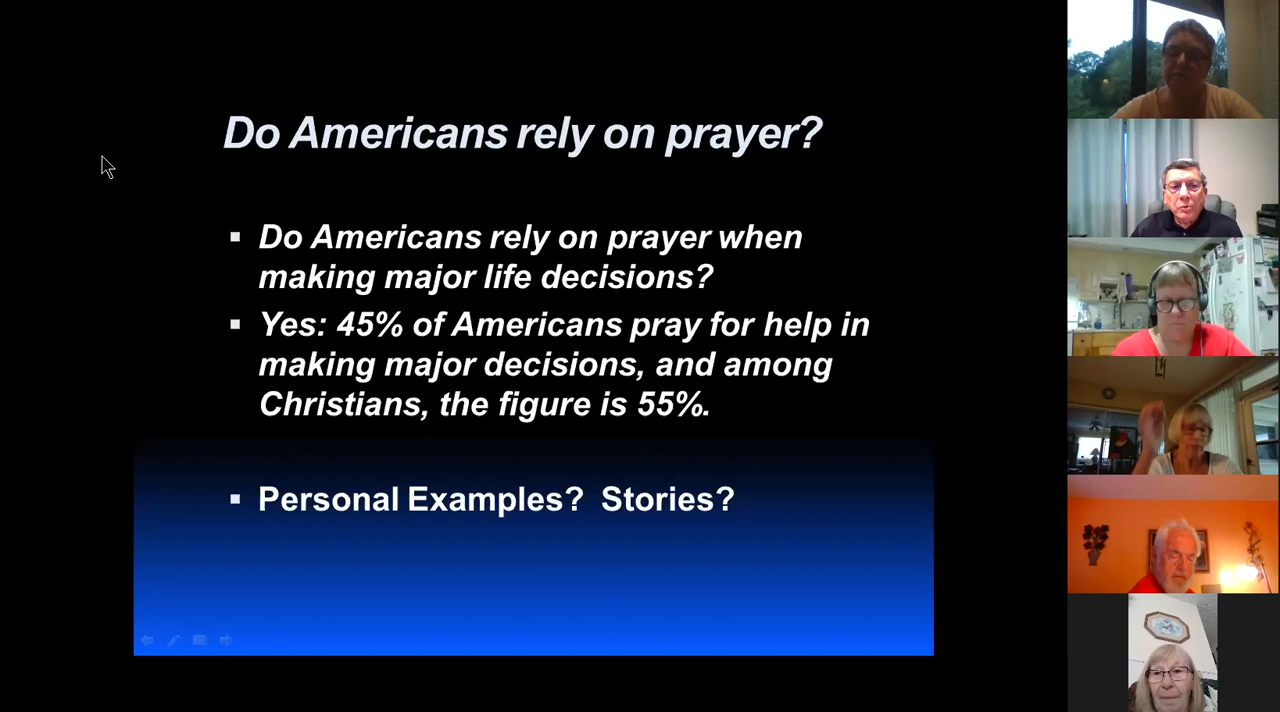 Do Americans rely on prayer?
▪ Do Americans rely on prayer when
making major life decisions?
▪ Yes: 45% of Americans pray for help in
making major decisions, and among
Christians, the figure is 55%.
▪ Personal Examples?  Stories?